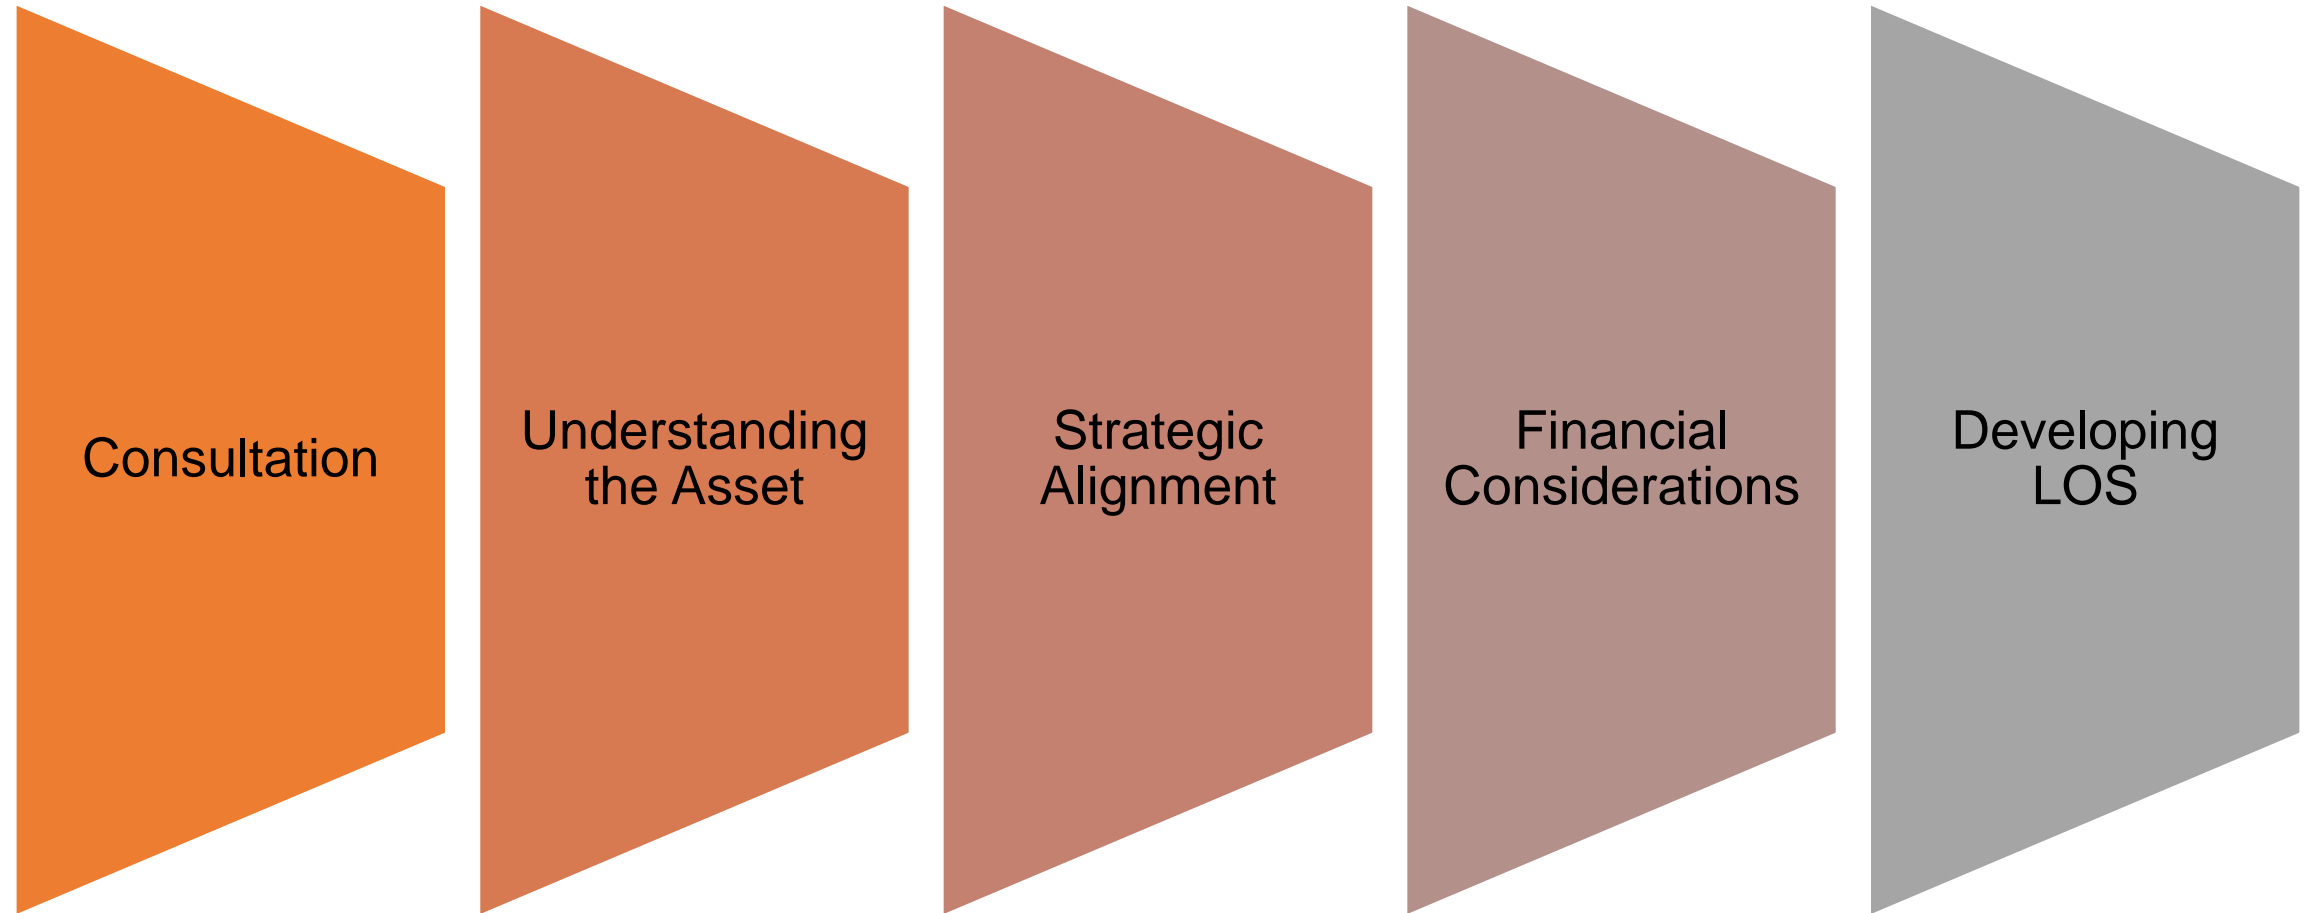 Consultation
Understanding
the Asset
Strategic
Alignment
Financial
Considerations
Developing
LOS